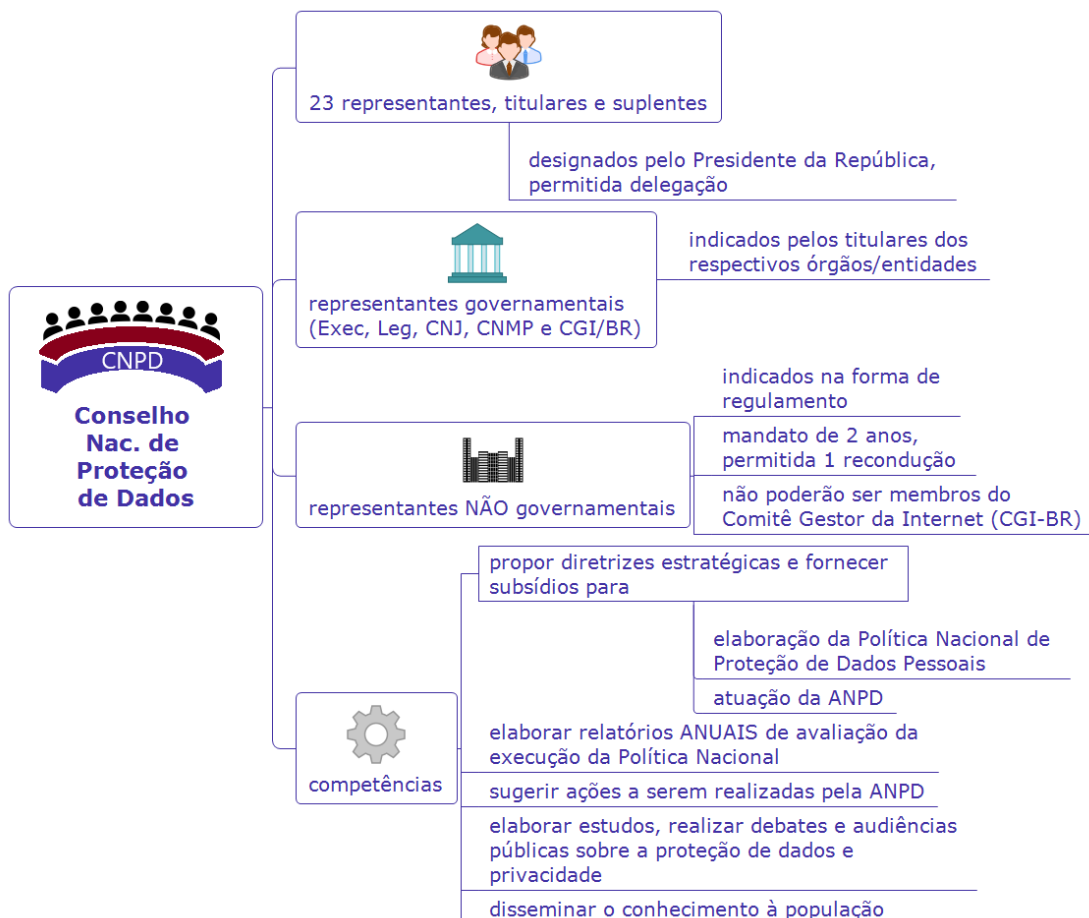 23 representantes, titulares e suplentes
designados pelo Presidente da República,
permitida delegação
representantes governamentais
(Exec, Leg, CNJ, CNMP e CGI/BR)
indicados pelos titulares dos
respectivos órgãos/entidades
CNPD
Conselho
Nac. de
Proteção
de Dados
representantes NÃO governamentais
indicados na forma de
regulamento
mandato de 2 anos,
permitida 1 recondução
não poderão ser membros do
Comitê Gestor da Internet (CGI-BR)
competências
propor diretrizes estratégicas e fornecer
subsídios para
elaboração da Política Nacional de
Proteção de Dados Pessoais
atuação da ANPD
elaborar relatórios ANUAIS de avaliação da
execução da Política Nacional
sugerir ações a serem realizadas pela ANPD
elaborar estudos, realizar debates e audiências
públicas sobre a proteção de dados e
privacidade
disseminar o conhecimento à população